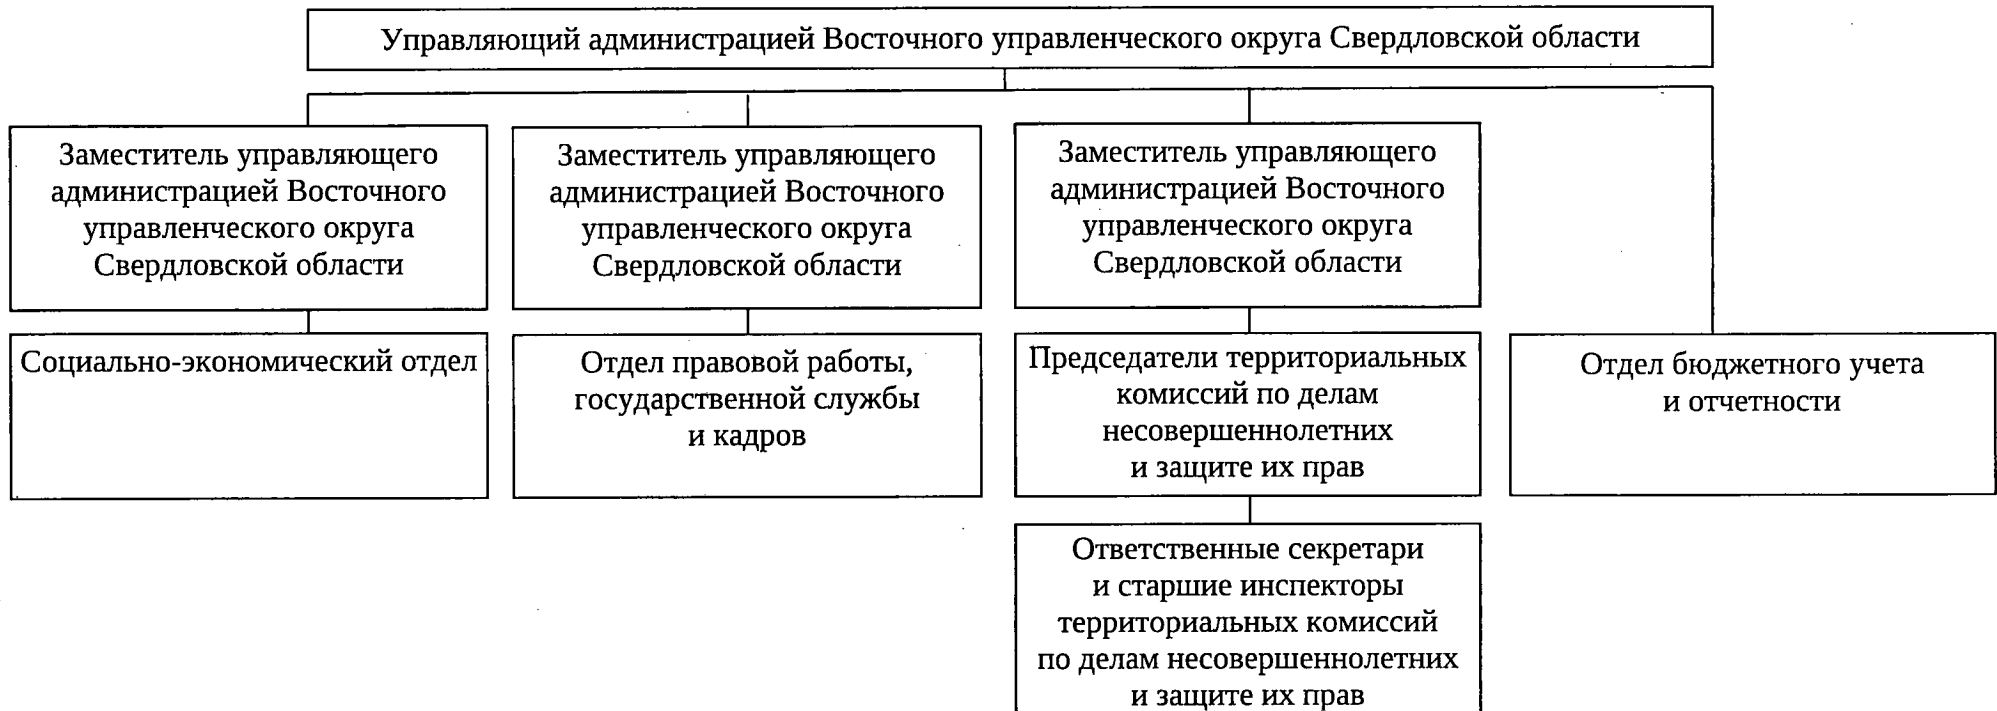 Управляющий администрацией Восточного управленческого округа Свердловской области
Заместитель управляющего
администрацией Восточного
управленческого округа
Свердловской области
Заместитель управляющего
администрацией Восточного
управленческого округа
Свердловской области
Заместитель управляющего
администрацией Восточного
управленческого округа
Свердловской области
Социально-экономический отдел
Отдел правовой работы,
государственной службы
и кадров
Председатели территориальных
комиссий по делам
несовершеннолетних
и защите их прав
Отдел бюджетного учета
и отчетности
Ответственные секретари
и старшие инспекторы
территориальных комиссий
по делам несовершеннолетних
и защите их прав